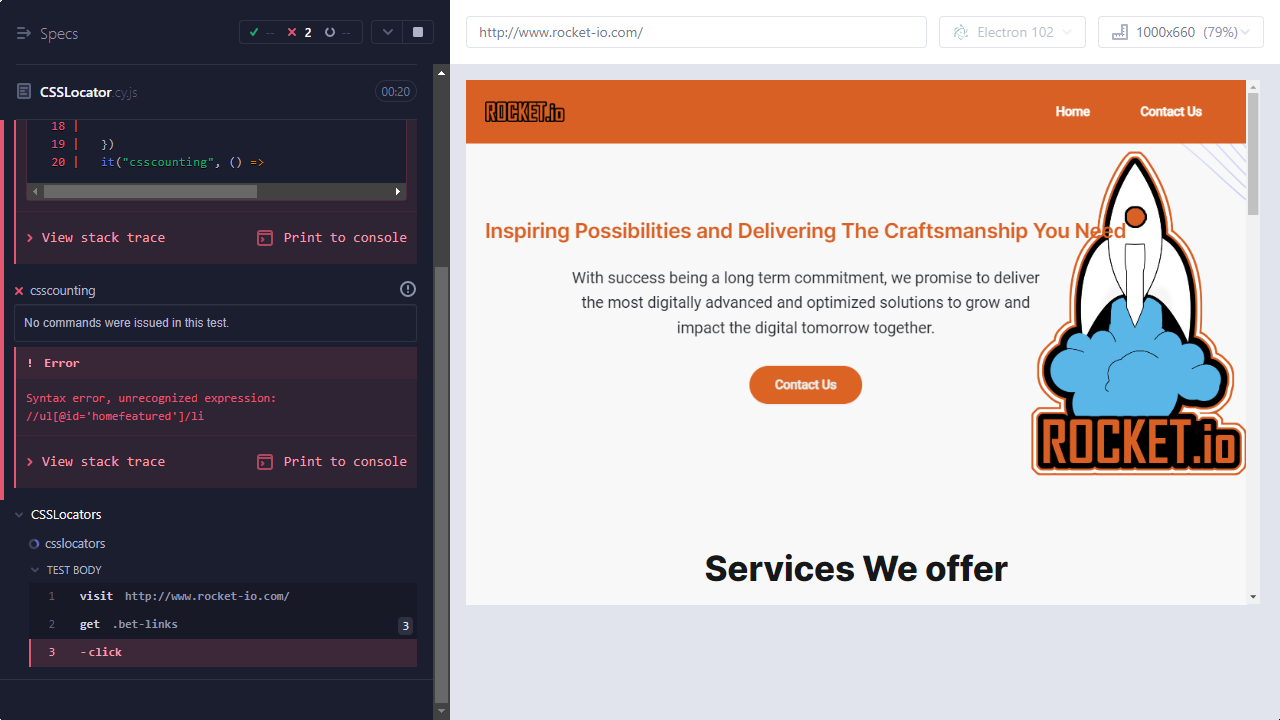 Specs
-- 2 --
CSSLocator.cy.js
00:20
18 |
19 | })
20 | it("csscounting", () =>
View stack trace
Print to console
csscounting
No commands were issued in this test.
! Error
Syntax error, unrecognized expression:
//ul[@id='homefeatured']/li
View stack trace
Print to console
CSSLocators
csslocators
TEST BODY
1 visit http://www.rocket-io.com/
2 get .bet-links 3
3 -click
http://www.rocket-io.com/
Electron 102
1000x660 (79%)
ROCKET.io
Home
Contact Us
Inspiring Possibilities and Delivering The Craftsmanship You Need
With success being a long term commitment, we promise to deliver
the most digitally advanced and optimized solutions to grow and
impact the digital tomorrow together.
Contact Us
ROCKET.io
Services We offer